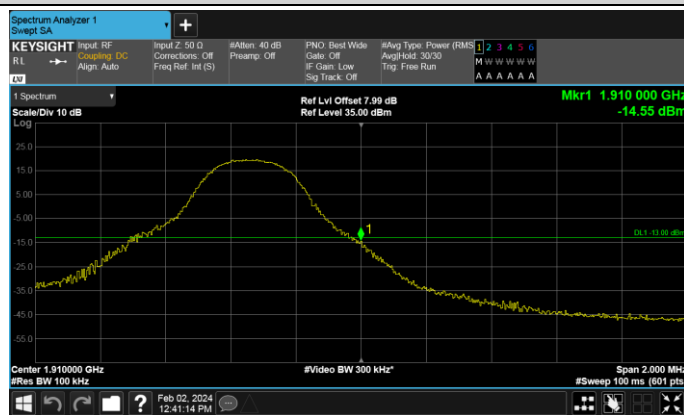 Spectrum Analyzer 1
Swept SA
KEYSIGHT
RL
LXI
Input: RF
Coupling: DC
Align: Auto
Input Z: 50 Ω
Corrections: Off
Freq Ref: Int (S)
#Atten: 40 dB
Preamp: Off
PNO: Best Wide
Gate: Off
IF Gain: Low
Sig Track: Off
#Avg Type: Power (RMS
Avg|Hold: 30/30
Trig: Free Run
1 2 3 4 5 6
M W W W W W
A A A A A A
1 Spectrum
Scale/Div 10 dB
Log
Ref Lvl Offset 7.99 dB
Ref Level 35.00 dBm
Mkr1 1.910 000 GHz
-14.55 dBm
25.0
15.0
5.00
-5.00
-15.0
-25.0
-35.0
-45.0
-55.0
1
DL1 -13.00 dBm
Center 1.910000 GHz
#Res BW 100 kHz
#Video BW 300 kHz*
Span 2.000 MHz
#Sweep 100 ms (601 pts)
?
Feb 02, 2024
12:41:14 PM